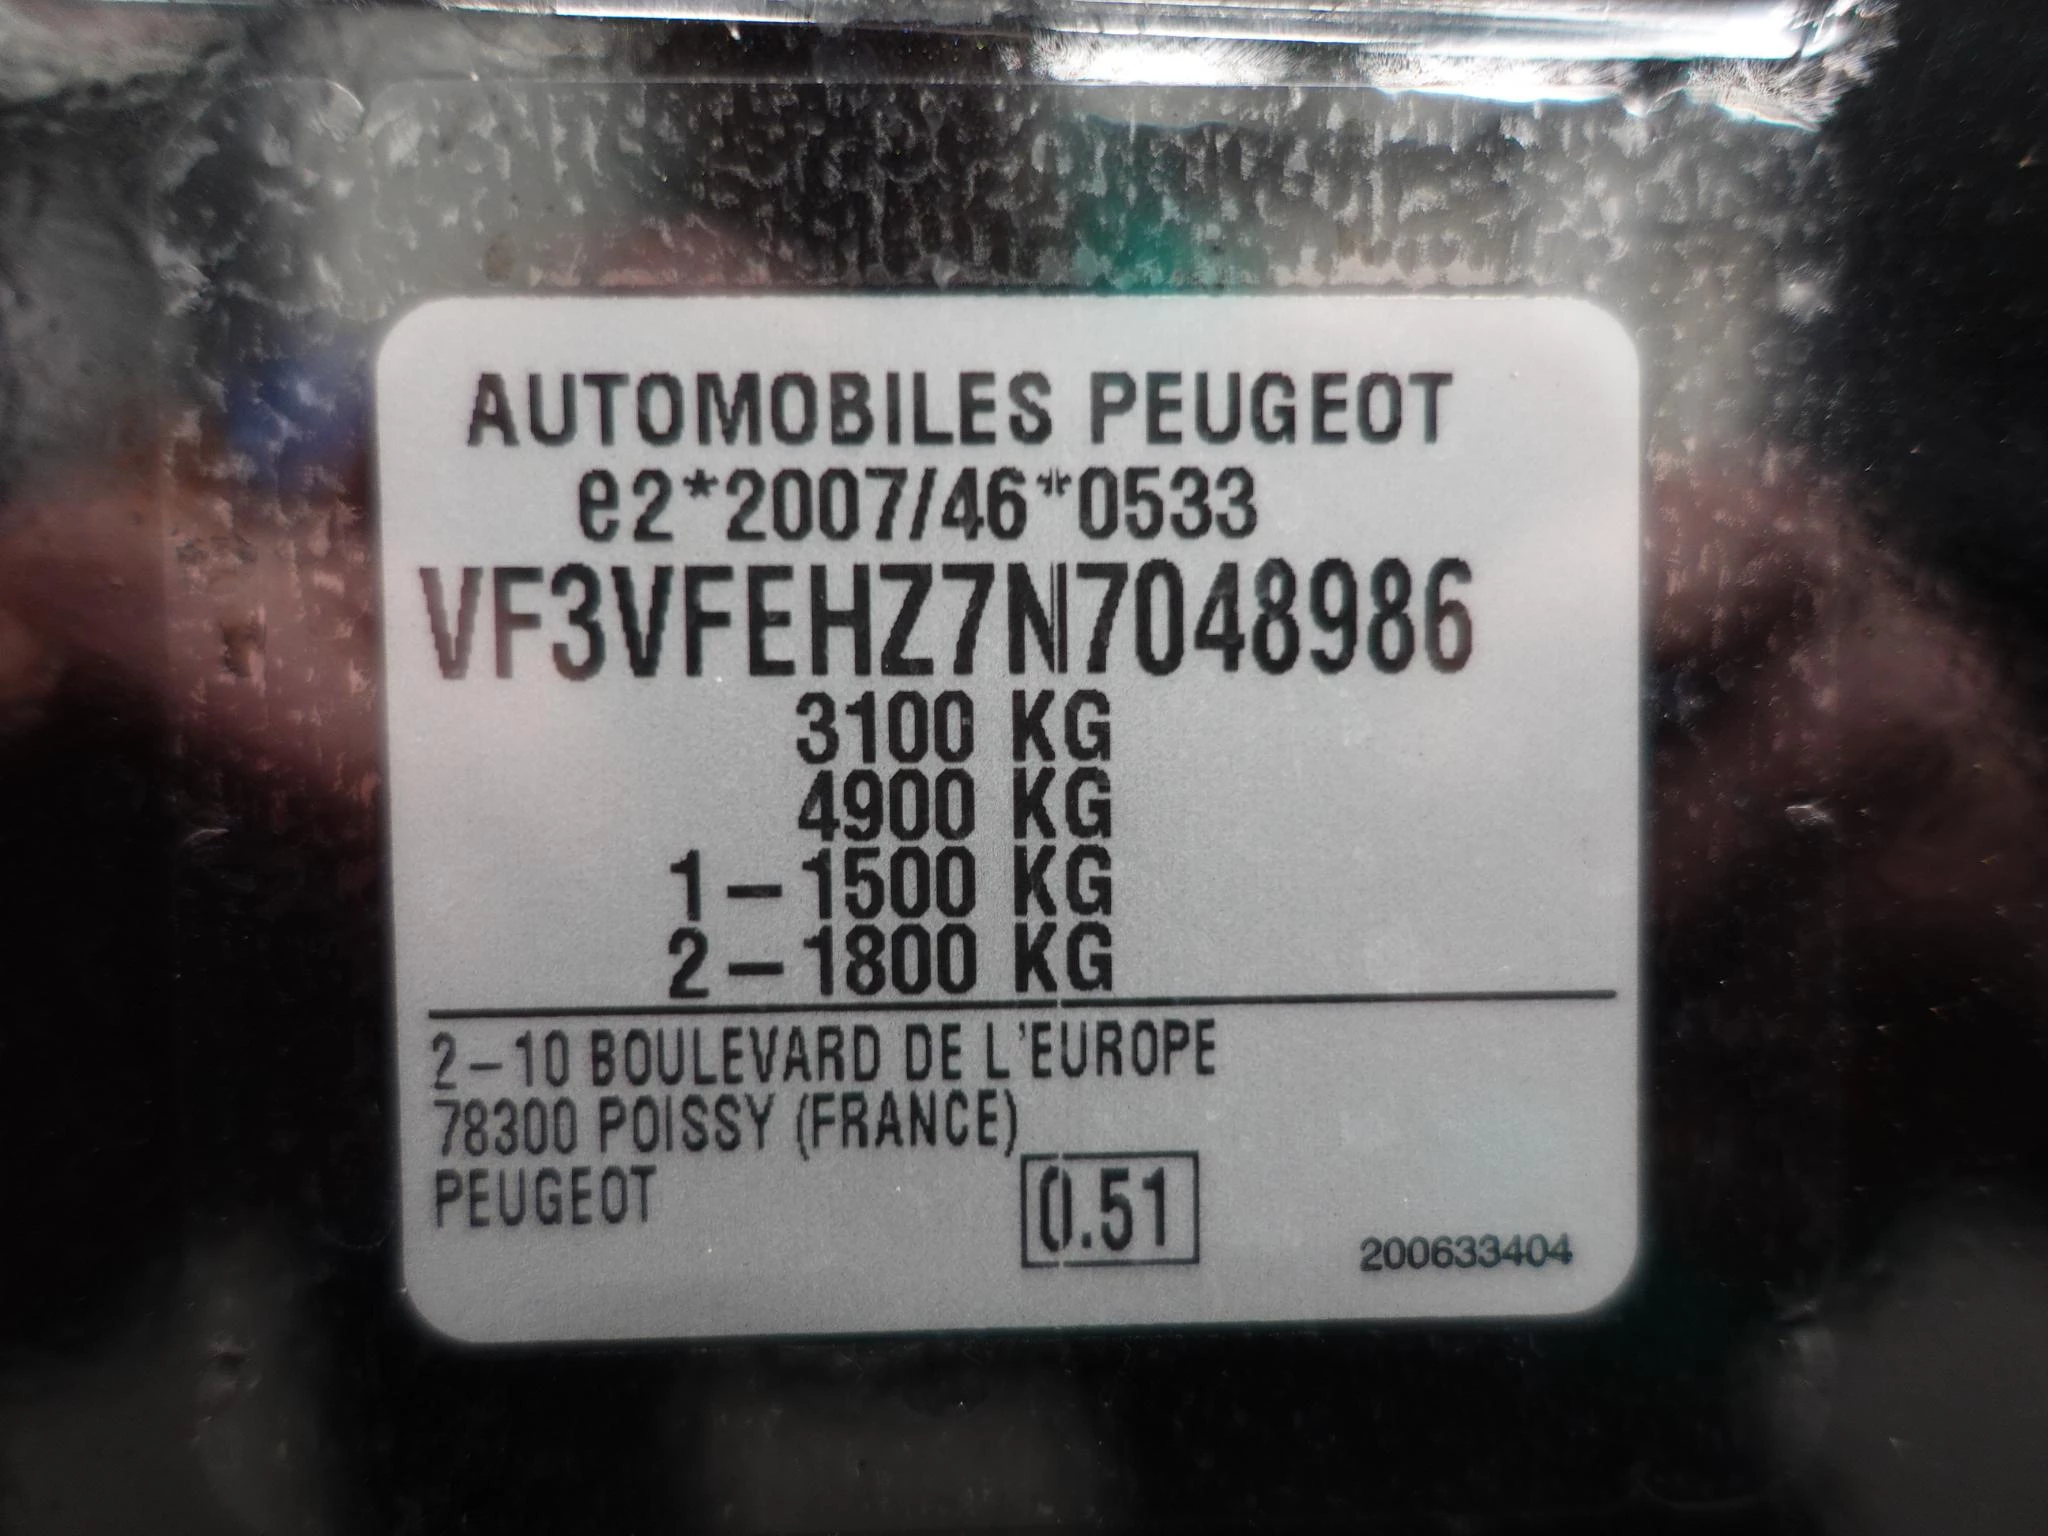 AUTOMOBILES PEUGEOT
e2*2007/46*0533
VF3VFEHZ7N7048986
3100 KG
4900 KG
1-1500 KG
2-1800 KG
2-10 BOULEVARD DE L'EUROPE
78300 POISSY (FRANCE)
PEUGEOT
0.51
200633404